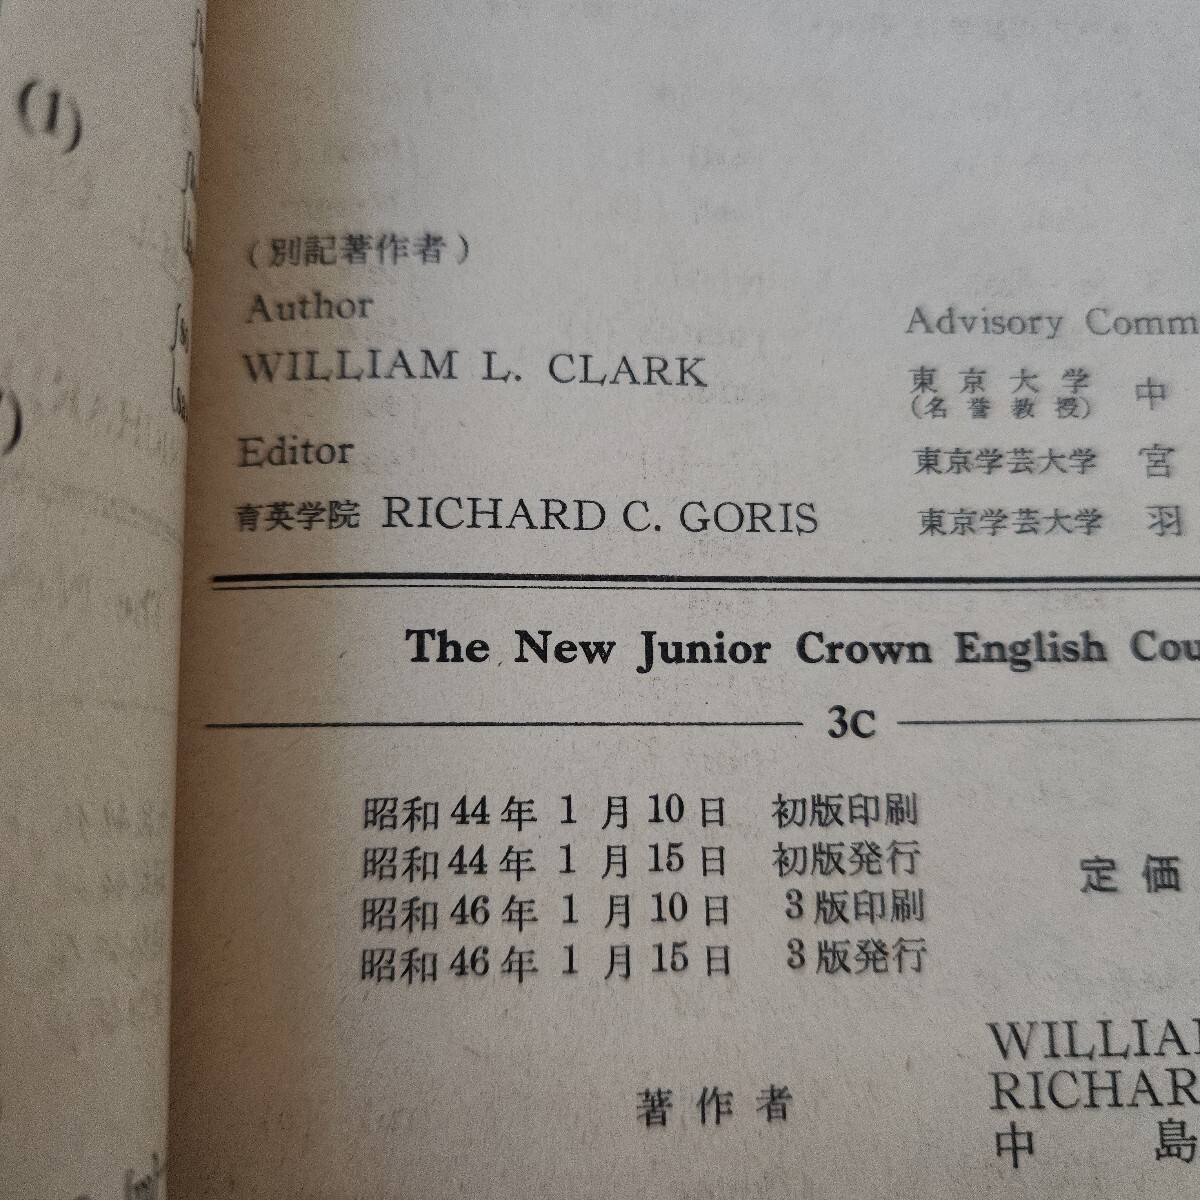 (1)
(別記著作者)
Author
WILLIAM L. CLARK
Editor
育英学院 RICHARD C. GORIS
Advisory Comm
東京大学 中
(名誉教授)
東京学芸大学 宮
東京学芸大学 羽
The New Junior Crown English Cou
3C
昭和44年 1 月10日 初版印刷
昭和44年 1 月15日 初版発行
昭和46年 1 月10日 3版印刷
昭和46年 1 月15日 3版発行
定価
著作者
WILLIA
RICHAR
中島